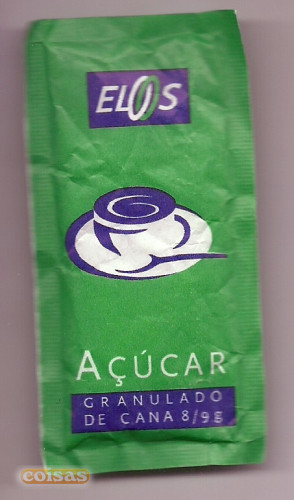 ELOS
AÇÚCAR
GRANULADO
DE CANA 8/9g
coisas